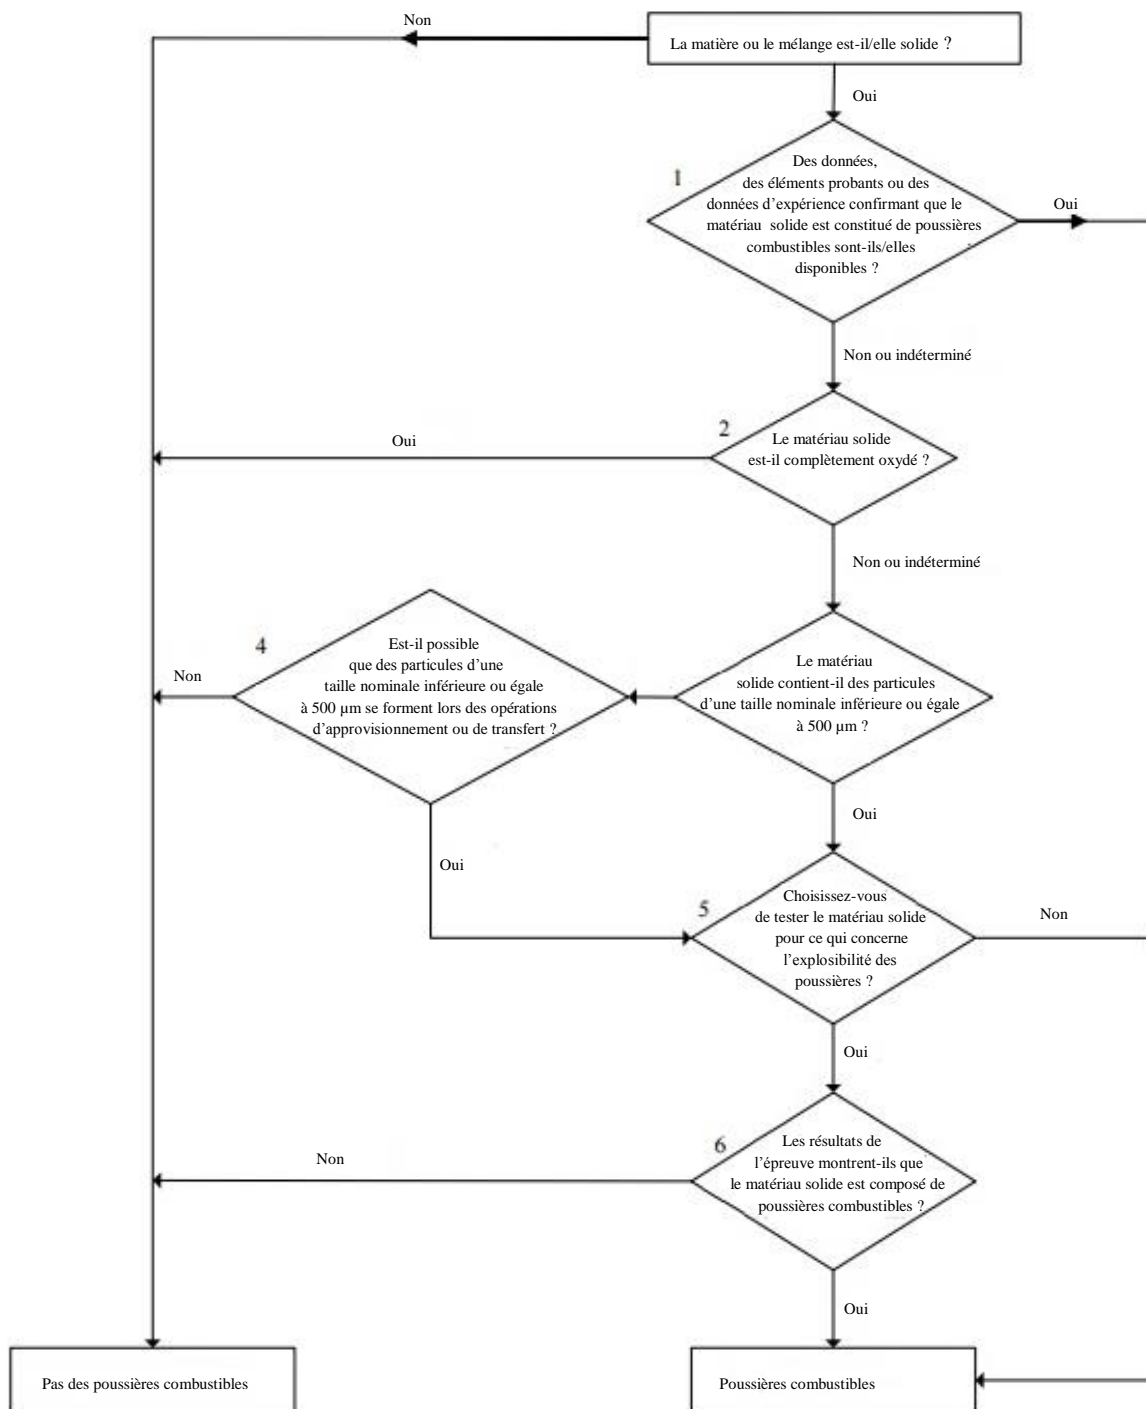 Non
La matière ou le mélange est-il/elle solide ?
Oui
1
Des données,
des éléments probants ou des
données d’expérience confirmant que le
matériau solide est constitué de poussières
combustibles sont-ils/elles
disponibles ?
Oui
Non ou indéterminé
2
Le matériau solide
est-il complètement oxydé ?
Oui
Non ou indéterminé
4
Est-il possible
que des particules d’une
taille nominale inférieure ou égale
à 500 µm se forment lors des opérations
d’approvisionnement ou de transfert ?
Non
Le matériau
solide contient-il des particules
d’une taille nominale inférieure ou égale
à 500 µm ?
Oui
Oui
5
Choisissez-vous
de tester le matériau solide
pour ce qui concerne
l’explosibilité des
poussières ?
Non
Oui
6
Les résultats de
l’épreuve montrent-ils que
le matériau solide est composé de
poussières combustibles ?
Non
Oui
Pas des poussières combustibles
Poussières combustibles